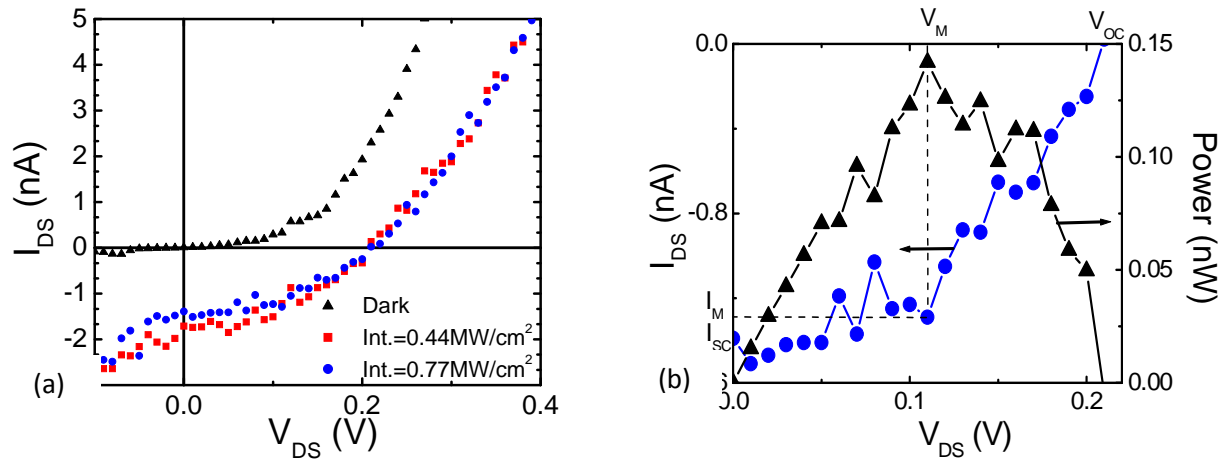 (a)
5
4
3
2
1
0
-1
-2
I_DS (nA)
0.0
0.2
0.4
V_DS (V)
Dark
Int.=0.44MW/cm²
Int.=0.77MW/cm²
(b)
V_M
V_OC
0.0
-0.8
I_DS (nA)
I_M
I_SC
0.15
0.10
0.05
0.00
Power (nW)
0.1
0.2
V_DS (V)